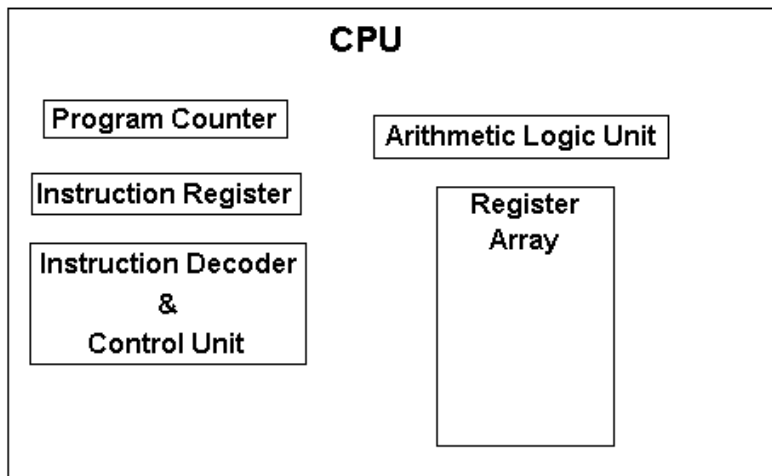 CPU
Program Counter
Instruction Register
Instruction Decoder
&
Control Unit
Arithmetic Logic Unit
Register
Array